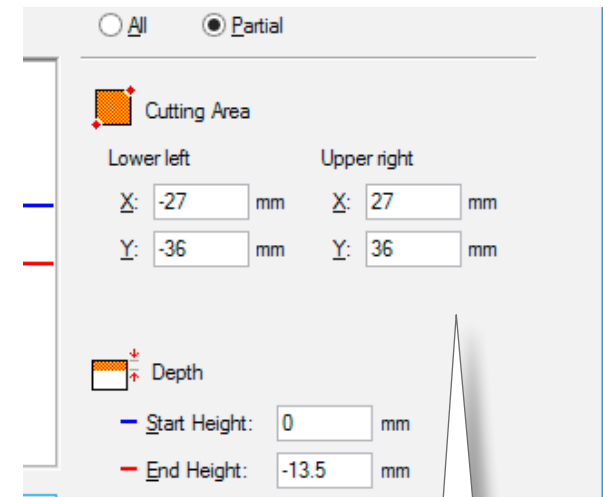 All Partial
Cutting Area
Lower left Upper right
X: -27 mm X: 27 mm
Y: -36 mm Y: 36 mm
Depth
Start Height: 0 mm
End Height: -13.5 mm